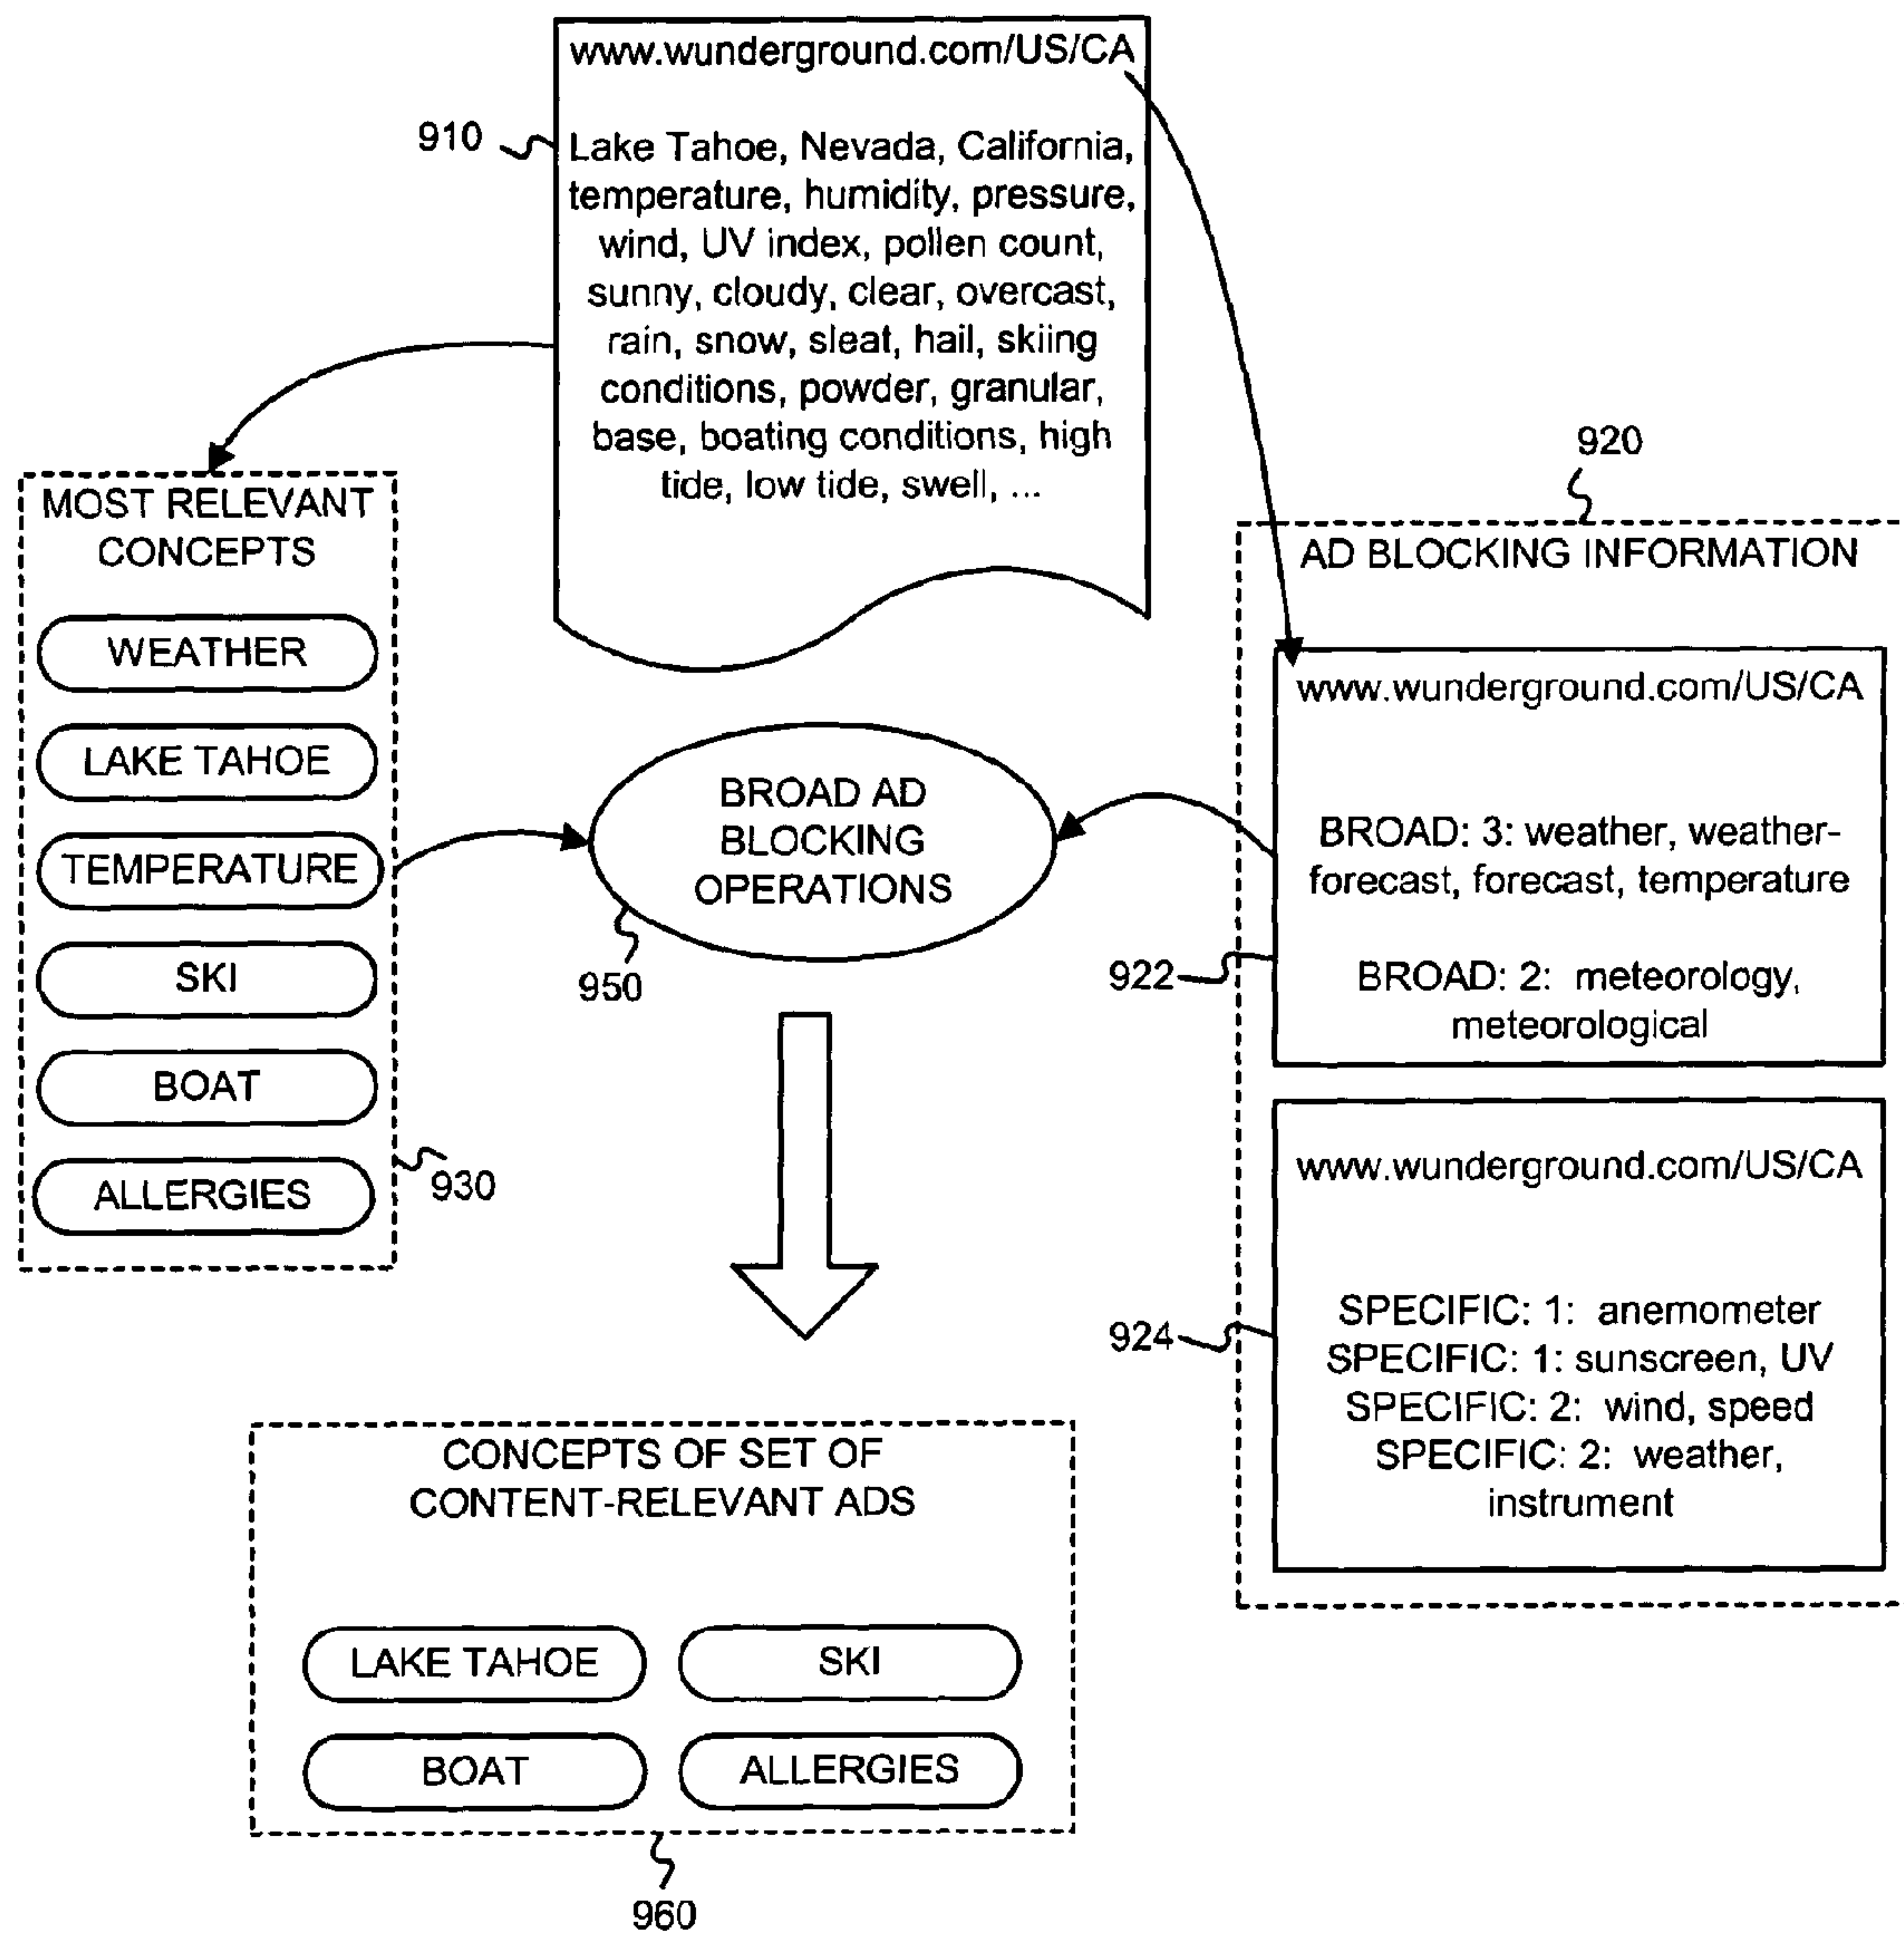 www.wunderground.com/US/CA
910
Lake Tahoe, Nevada, California,
temperature, humidity, pressure,
wind, UV index, pollen count,
sunny, cloudy, clear, overcast,
rain, snow, sleat, hail, skiing
conditions, powder, granular,
base, boating conditions, high
tide, low tide, swell, ...
MOST RELEVANT
CONCEPTS
WEATHER
LAKE TAHOE
TEMPERATURE
SKI
BOAT
ALLERGIES
930
BROAD AD
BLOCKING
OPERATIONS
950
920
AD BLOCKING INFORMATION
www.wunderground.com/US/CA
BROAD: 3: weather, weather-
forecast, forecast, temperature
BROAD: 2: meteorology,
meteorological
922
www.wunderground.com/US/CA
SPECIFIC: 1: anemometer
SPECIFIC: 1: sunscreen, UV
SPECIFIC: 2: wind, speed
SPECIFIC: 2: weather,
instrument
924
CONCEPTS OF SET OF
CONTENT-RELEVANT ADS
LAKE TAHOE
SKI
BOAT
ALLERGIES
960